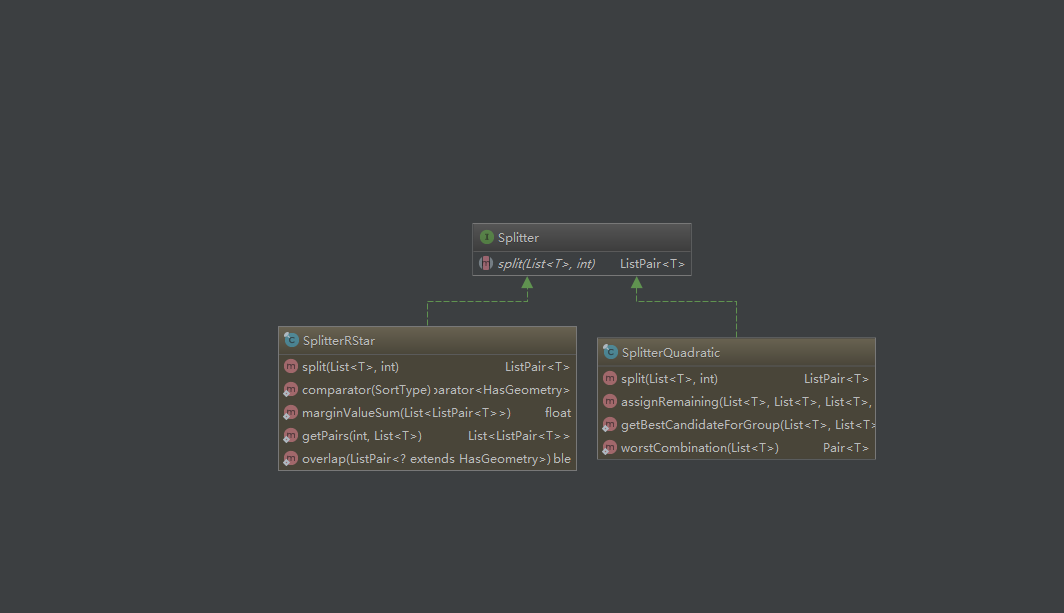 Splitter
split(List<T>, int) ListPair<T>
SplitterRStar
split(List<T>, int) ListPair<T>
comparator(SortType) parator<HasGeometry>
marginValueSum(List<ListPair<T>>) float
getPairs(int, List<T>) List<ListPair<T>>
overlap(ListPair<? extends HasGeometry>) ble
SplitterQuadratic
split(List<T>, int) ListPair<T>
assignRemaining(List<T>, List<T>, List<T>,
getBestCandidateForGroup(List<T>, List<T>
worstCombination(List<T>) Pair<T>